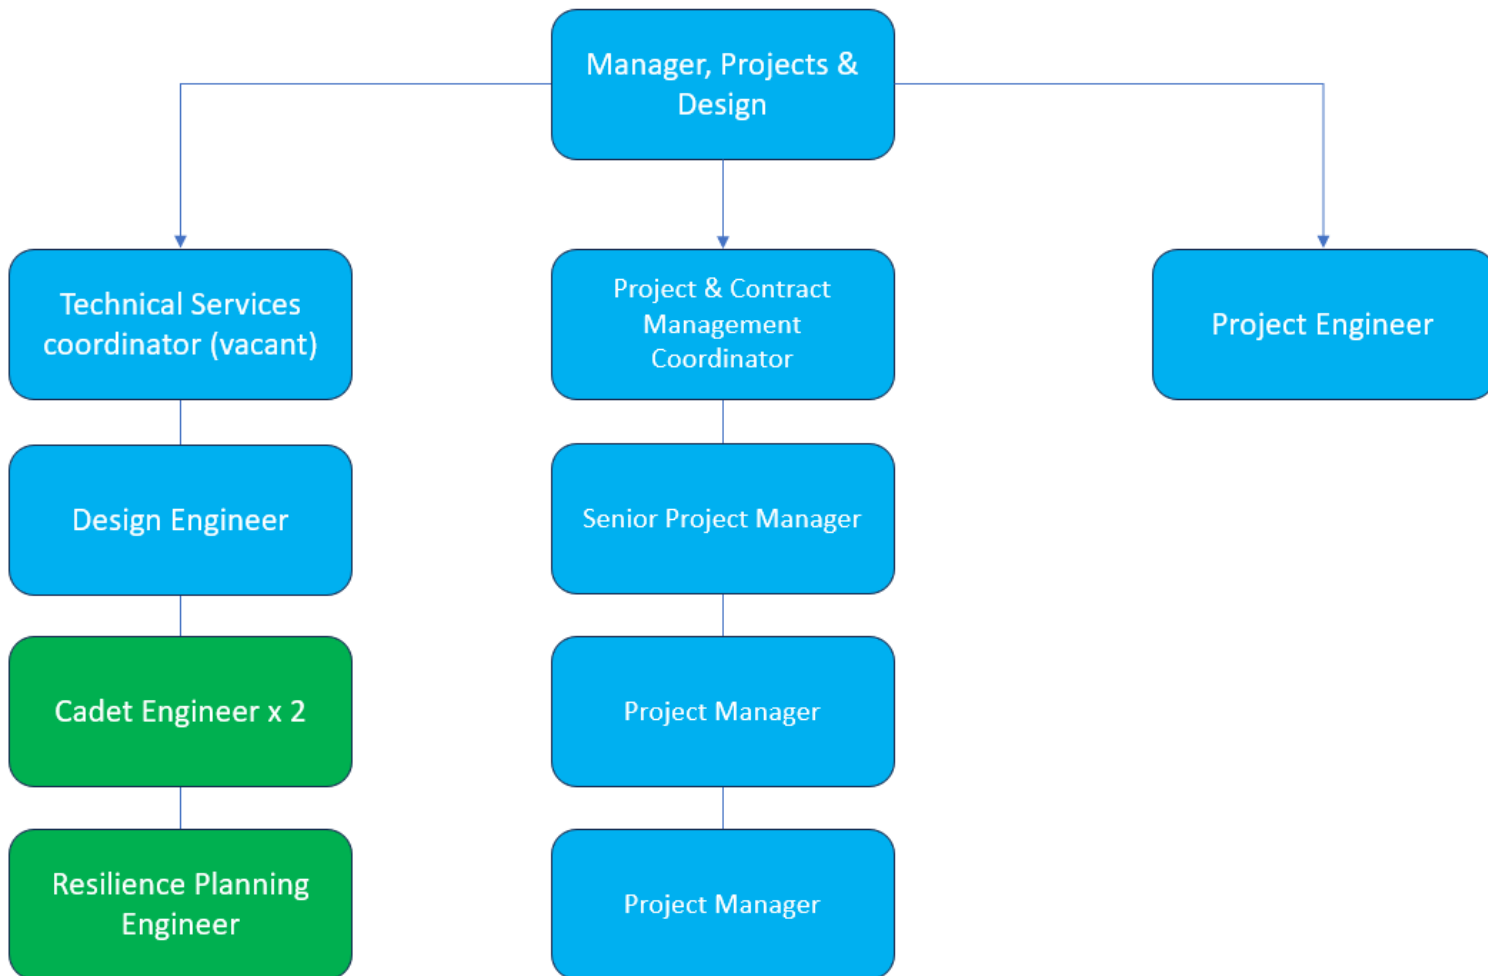 Manager, Projects &
Design
Technical Services
coordinator (vacant)
Project & Contract
Management
Coordinator
Project Engineer
Design Engineer
Senior Project Manager
Cadet Engineer x 2
Project Manager
Resilience Planning
Engineer
Project Manager